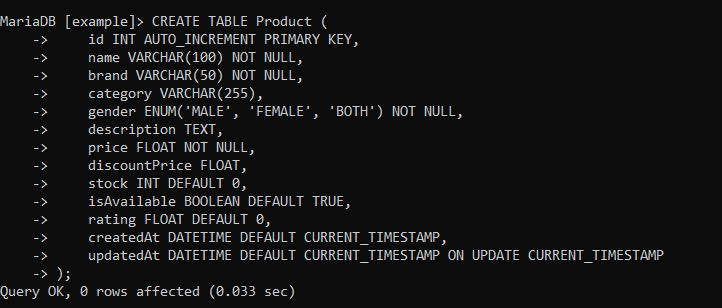 MariaDB [example]> CREATE TABLE Product (
    ->     id INT AUTO_INCREMENT PRIMARY KEY,
    ->     name VARCHAR(100) NOT NULL,
    ->     brand VARCHAR(50) NOT NULL,
    ->     category VARCHAR(255),
    ->     gender ENUM('MALE', 'FEMALE', 'BOTH') NOT NULL,
    ->     description TEXT,
    ->     price FLOAT NOT NULL,
    ->     discountPrice FLOAT,
    ->     stock INT DEFAULT 0,
    ->     isAvailable BOOLEAN DEFAULT TRUE,
    ->     rating FLOAT DEFAULT 0,
    ->     createdAt DATETIME DEFAULT CURRENT_TIMESTAMP,
    ->     updatedAt DATETIME DEFAULT CURRENT_TIMESTAMP ON UPDATE CURRENT_TIMESTAMP
    -> );
Query OK, 0 rows affected (0.033 sec)